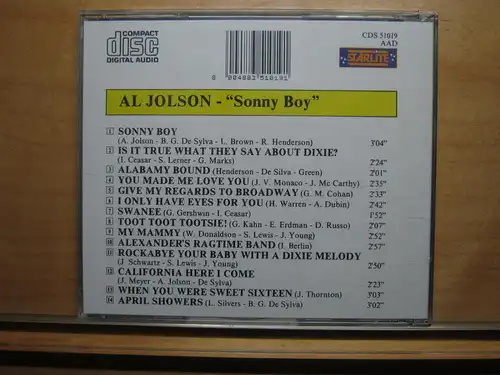 COMPACT
disc
DIGITAL AUDIO
8 004883 510191
CDS 51019
AAD
STARLITE
AL JOLSON - "Sonny Boy"
1 SONNY BOY
(A. Jolson - B. G. De Sylva - L. Brown - R. Henderson) 3'04"
2 IS IT TRUE WHAT THEY SAY ABOUT DIXIE?
(I. Ceasar - S. Lerner - G. Marks) 2'24"
3 ALABAMY BOUND (Henderson - De Silva - Green) 2'01"
4 YOU MADE ME LOVE YOU (J. V. Monaco - J. Mc Carthy) 2'35"
5 GIVE MY REGARDS TO BROADWAY (G. M. Cohan) 2'33"
6 I ONLY HAVE EYES FOR YOU (H. Warren - A. Dubin) 2'42"
7 SWANEE (G. Gershwin - I. Ceasar) 1'52"
8 TOOT TOOT TOOTSIE! (G. Kahn - E. Erdman - D. Russo) 2'07"
9 MY MAMMY (W. Donaldson - S. Lewis - J. Young) 2'52"
10 ALEXANDER'S RAGTIME BAND (I. Berlin) 2'57"
11 ROCKABYE YOUR BABY WITH A DIXIE MELODY
(J. Schwartz - S. Lewis - J. Young) 2'50"
12 CALIFORNIA HERE I COME
(J. Meyer - A. Jolson - De Sylva) 2'23"
13 WHEN YOU WERE SWEET SIXTEEN (J. Thornton) 3'03"
14 APRIL SHOWERS (L. Silvers - B. G. De Sylva) 3'02"